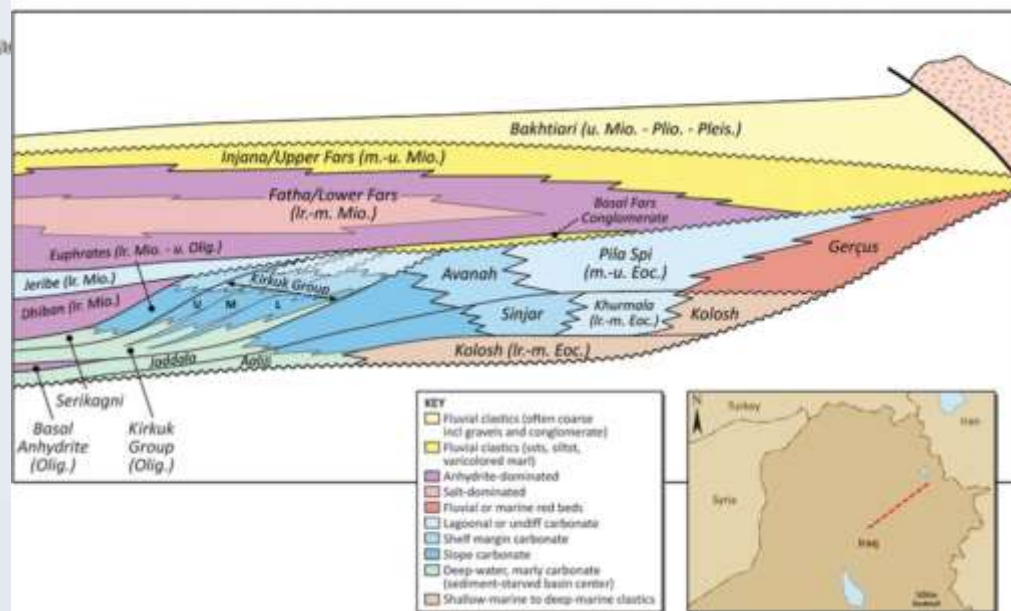 Bakhtiari (u. Mio. - Plio. - Pleis.)
Injana/Upper Fars (m.-u. Mio.)
Fatha/Lower Fars
(lr.-m. Mio.)
Basal Fars
Conglomerate
Euphrates (lr. Mio. - u. Olig.)
Jeribe (lr. Mio.)
Dhiban (lr. Mio.)
Kirkuk Group
U M L
Avanah
Pila Spi
(m.-u. Eoc.)
Gerçus
Sinjar
Khurmala
(lr.-m. Eoc.)
Kolosh
Kolosh (lr.-m. Eoc.)
Jaddala
Aaliji
Serikagni
Basal
Anhydrite
(Olig.)
Kirkuk
Group
(Olig.)
KEY
Fluvial clastics (often coarse
incl gravels and conglomerate)
Fluvial clastics (ssts, siltst,
varicolored marl)
Anhydrite-dominated
Salt-dominated
Fluvial or marine red beds
Lagoonal or undiff carbonate
Shelf margin carbonate
Slope carbonate
Deep-water, marly carbonate
(sediment-starved basin center)
Shallow-marine to deep-marine clastics
N
Turkey
Iran
Syria
Iraq